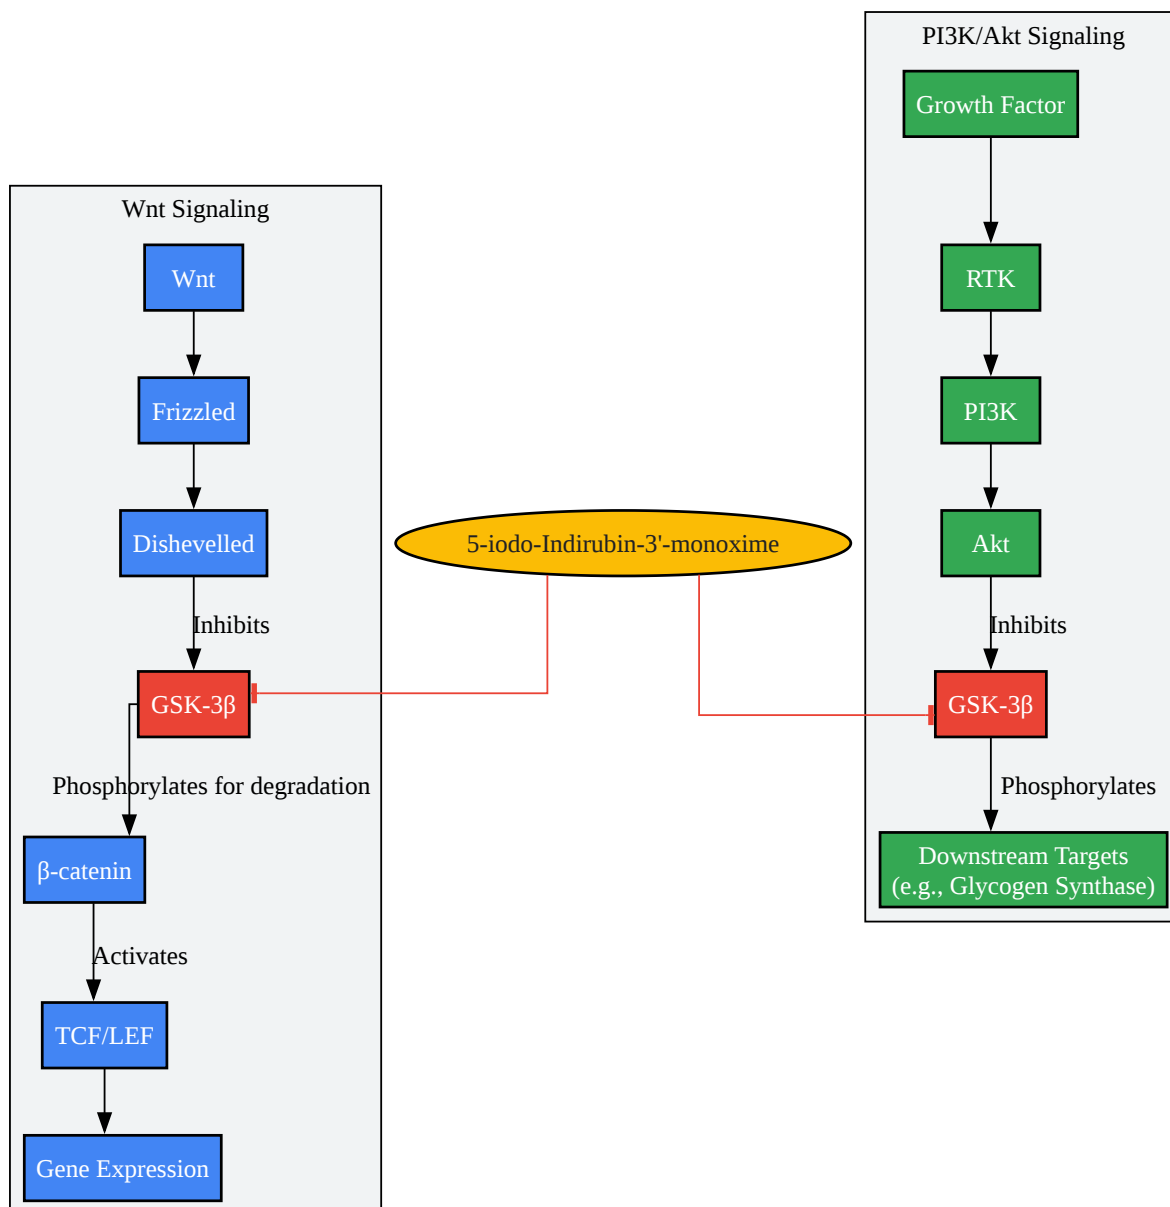 Wnt Signaling
Wnt
Frizzled
Dishevelled
Inhibits
GSK-3β
Phosphorylates for degradation
β-catenin
Activates
TCF/LEF
Gene Expression
5-iodo-Indirubin-3'-monoxime
PI3K/Akt Signaling
Growth Factor
RTK
PI3K
Akt
Inhibits
GSK-3β
Phosphorylates
Downstream Targets
(e.g., Glycogen Synthase)